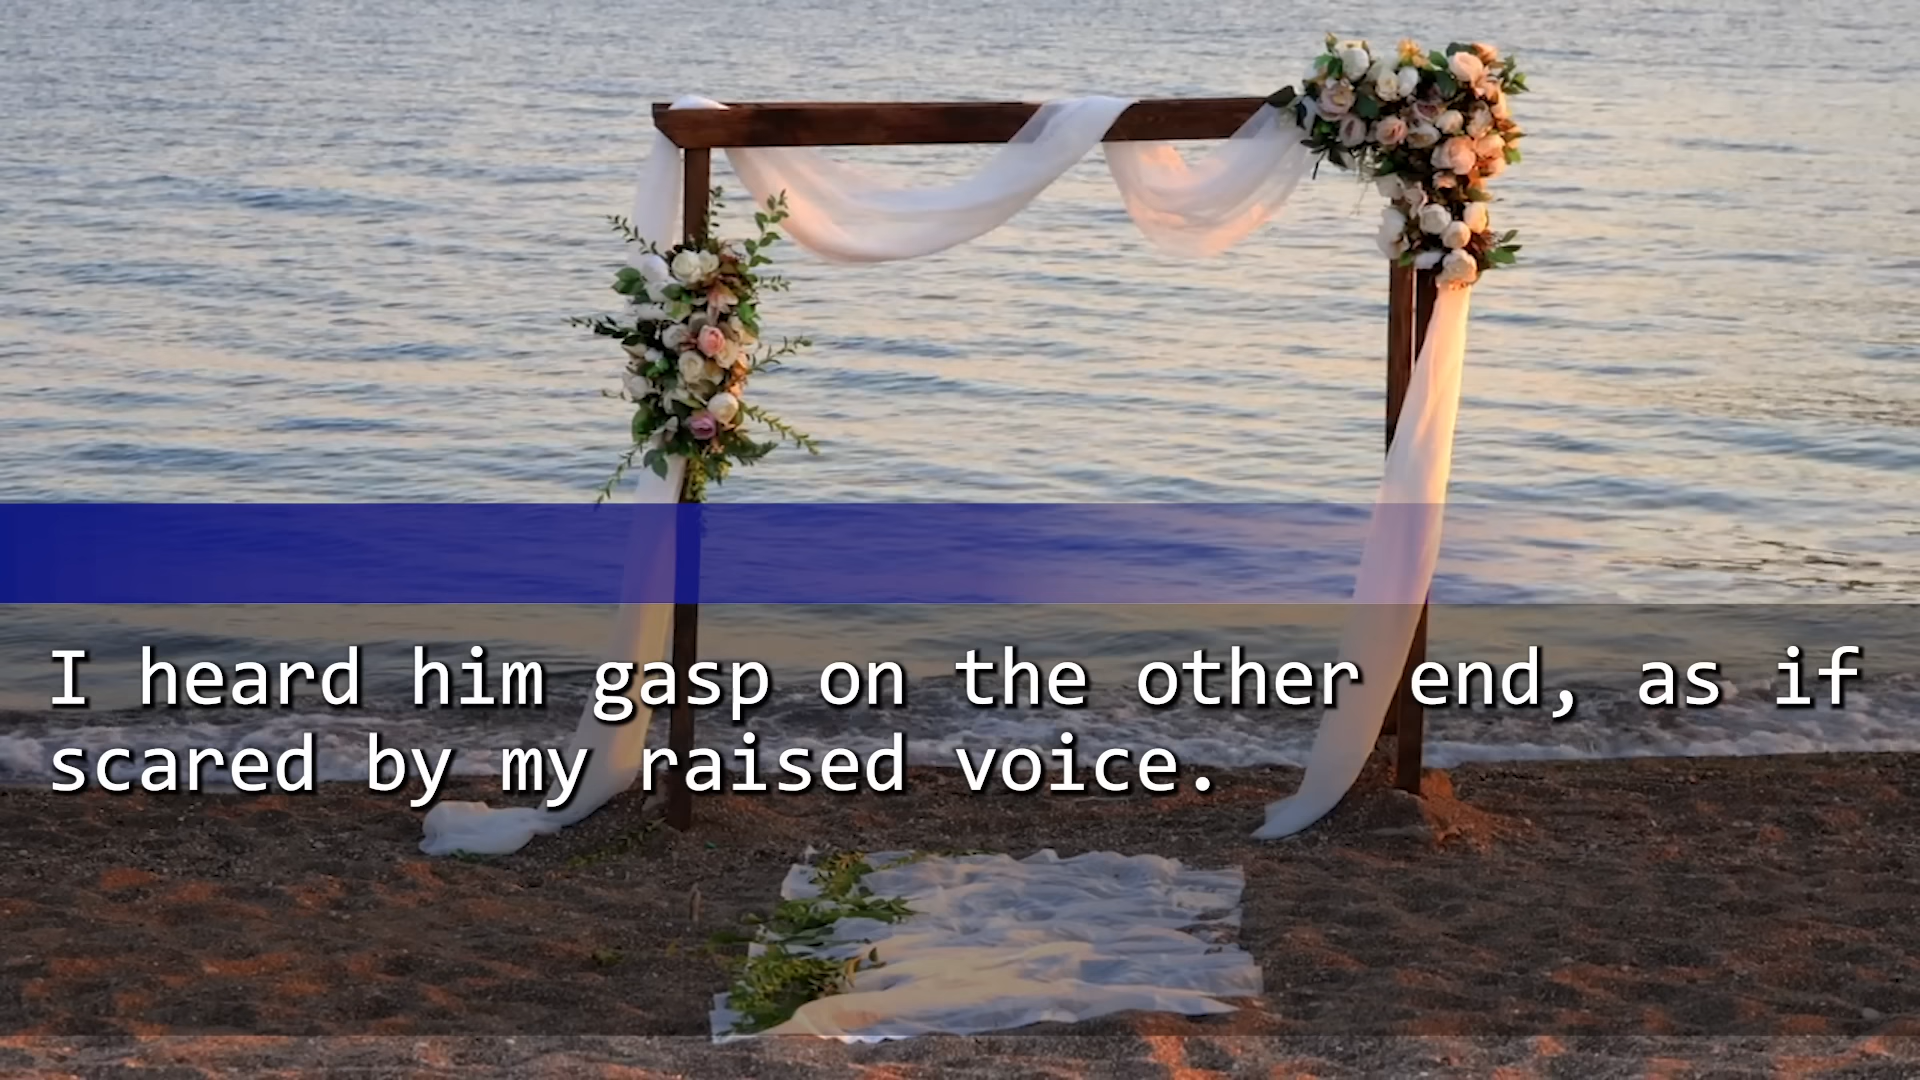 I heard him gasp on the other end, as if
scared by my raised voice.